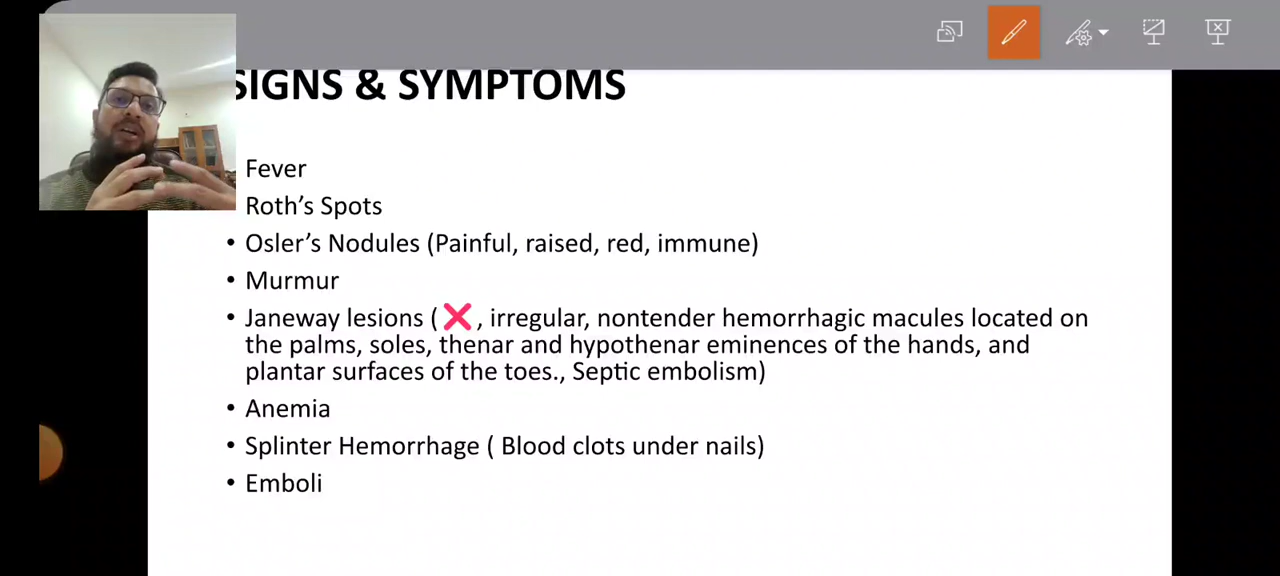 SIGNS & SYMPTOMS
Fever
Roth's Spots
• Osler's Nodules (Painful, raised, red, immune)
• Murmur
• Janeway lesions ( ❌ , irregular, nontender hemorrhagic macules located on
the palms, soles, thenar and hypothenar eminences of the hands, and
plantar surfaces of the toes., Septic embolism)
• Anemia
• Splinter Hemorrhage ( Blood clots under nails)
• Emboli